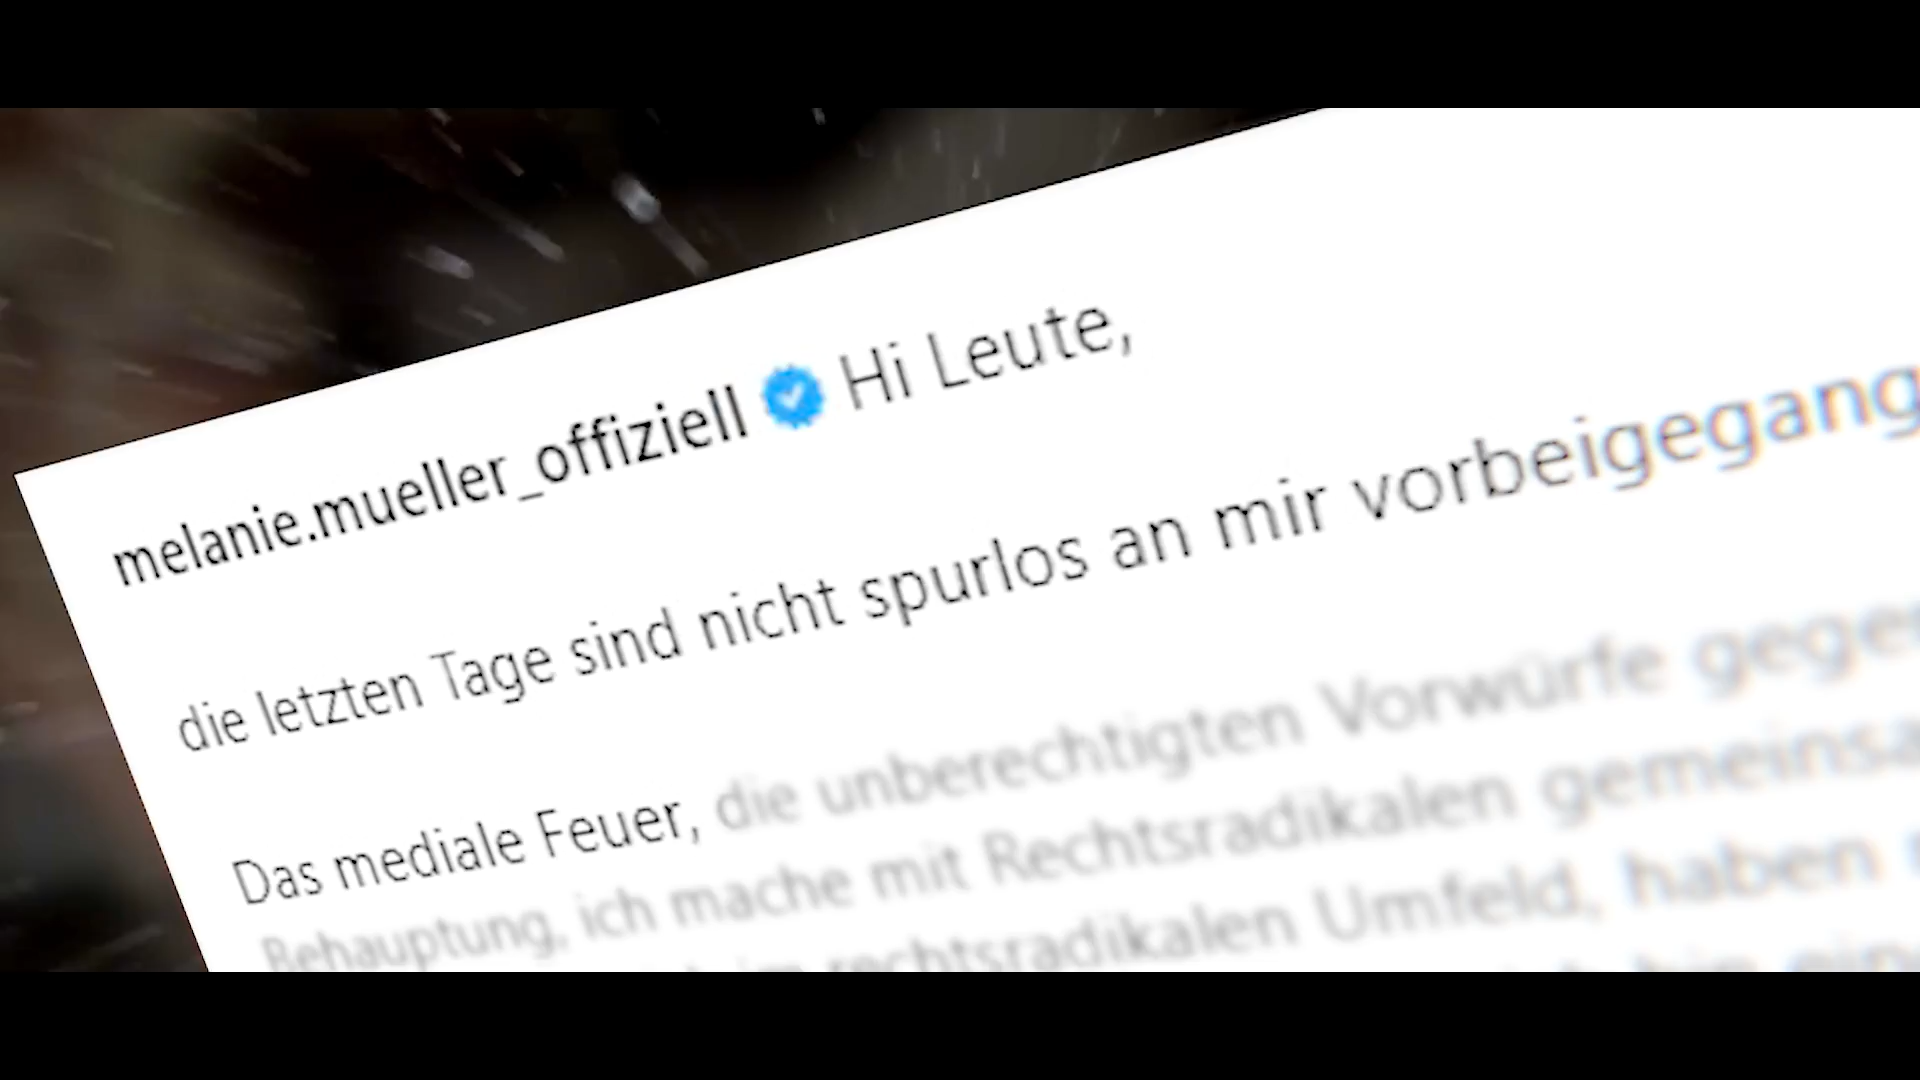 melanie.mueller_offiziell Hi Leute,
die letzten Tage sind nicht spurlos an mir vorbeigegang
Das mediale Feuer, die unberechtigten Vorwürfe gegen
Behauptung, ich mache mit Rechtsradikalen gemeinsa
rechtsradikalen Umfeld, haben